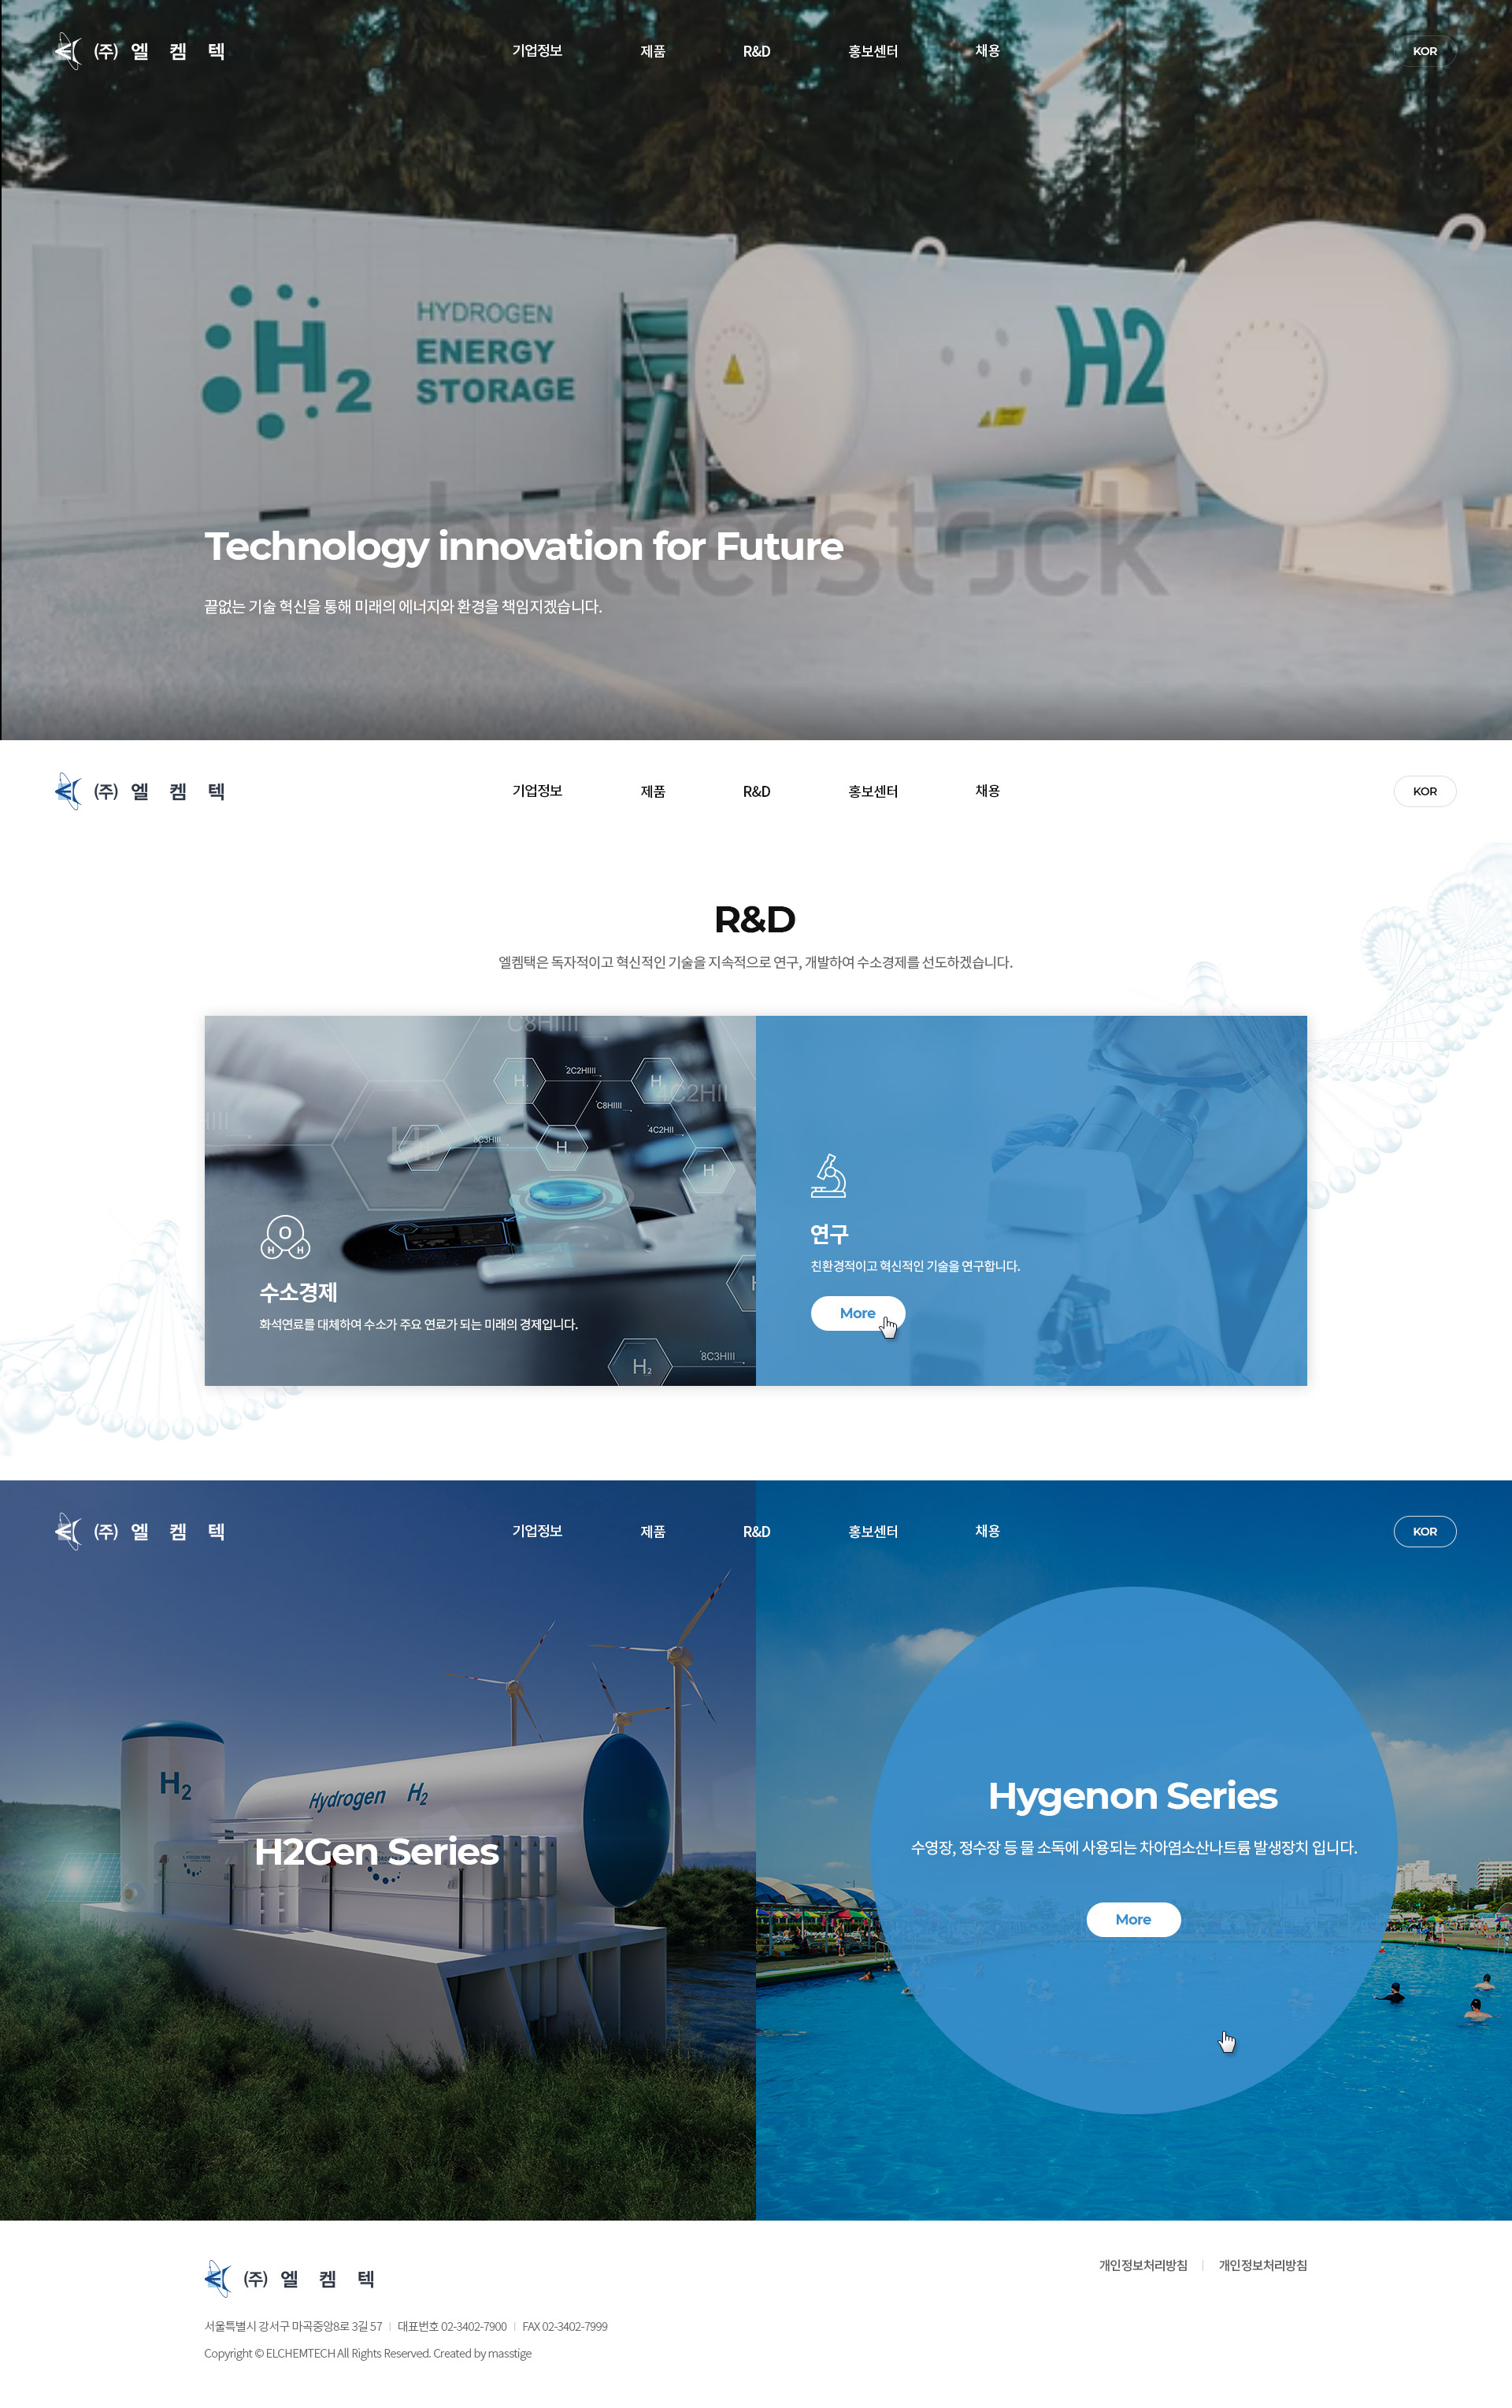 (주) 엘 켐 텍
기업정보 제품 R&D 홍보센터 채용
KOR
H2
HYDROGEN
ENERGY
STORAGE
H2
shutterstock
Technology innovation for Future
끝없는 기술 혁신을 통해 미래의 에너지와 환경을 책임지겠습니다.
(주) 엘 켐 텍
기업정보 제품 R&D 홍보센터 채용
KOR
R&D
엘켐택은 독자적이고 혁신적인 기술을 지속적으로 연구, 개발하여 수소경제를 선도하겠습니다.
C8HIIII
2C2HIIII
H
H
4C2HII
C8HIIII
4C2HII
H
8C3HIII
H
H
O
H H
수소경제
화석연료를 대체하여 수소가 주요 연료가 되는 미래의 경제입니다.
H2
8C3HIII
연구
친환경적이고 혁신적인 기술을 연구합니다.
More
(주) 엘 켐 텍
기업정보 제품 R&D 홍보센터 채용
KOR
H2
Hydrogen H2
H2Gen Series
Hygenon Series
수영장, 정수장 등 물 소독에 사용되는 차아염소산나트륨 발생장치 입니다.
More
(주) 엘 켐 텍
개인정보처리방침 | 개인정보처리방침
서울특별시 강서구 마곡중앙8로 3길 57 | 대표번호 02-3402-7900 | FAX 02-3402-7999
Copyright © ELCHEMTECH All Rights Reserved. Created by masstige